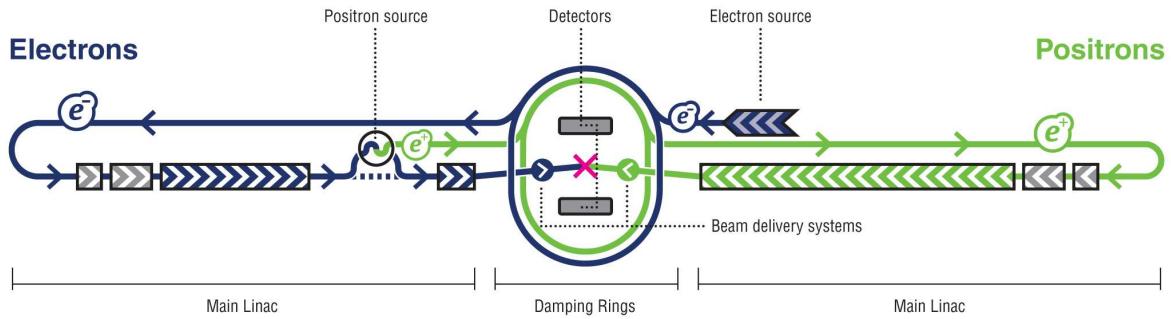 Positron source
Detectors
Electron source
Electrons
Positrons
e⁻
e⁻
e⁺
e⁺
Beam delivery systems
Main Linac
Damping Rings
Main Linac